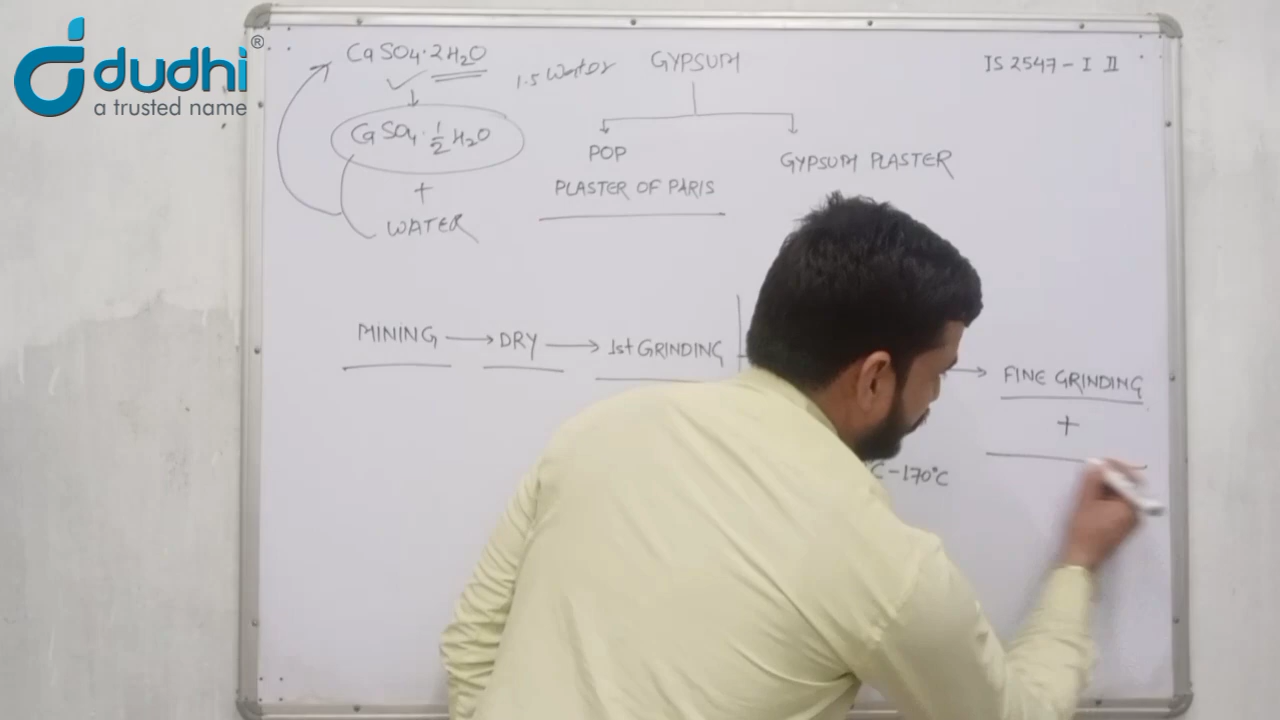 dudhi®
a trusted name
CaSO4·2H2O
1.5 Water
GYPSUM
IS 2547 - I II
CaSO4·1/2H2O
+
WATER
POP
PLASTER OF PARIS
GYPSUM PLASTER
MINING → DRY → 1st GRINDING
→ FINE GRINDING
+
°C - 170°C